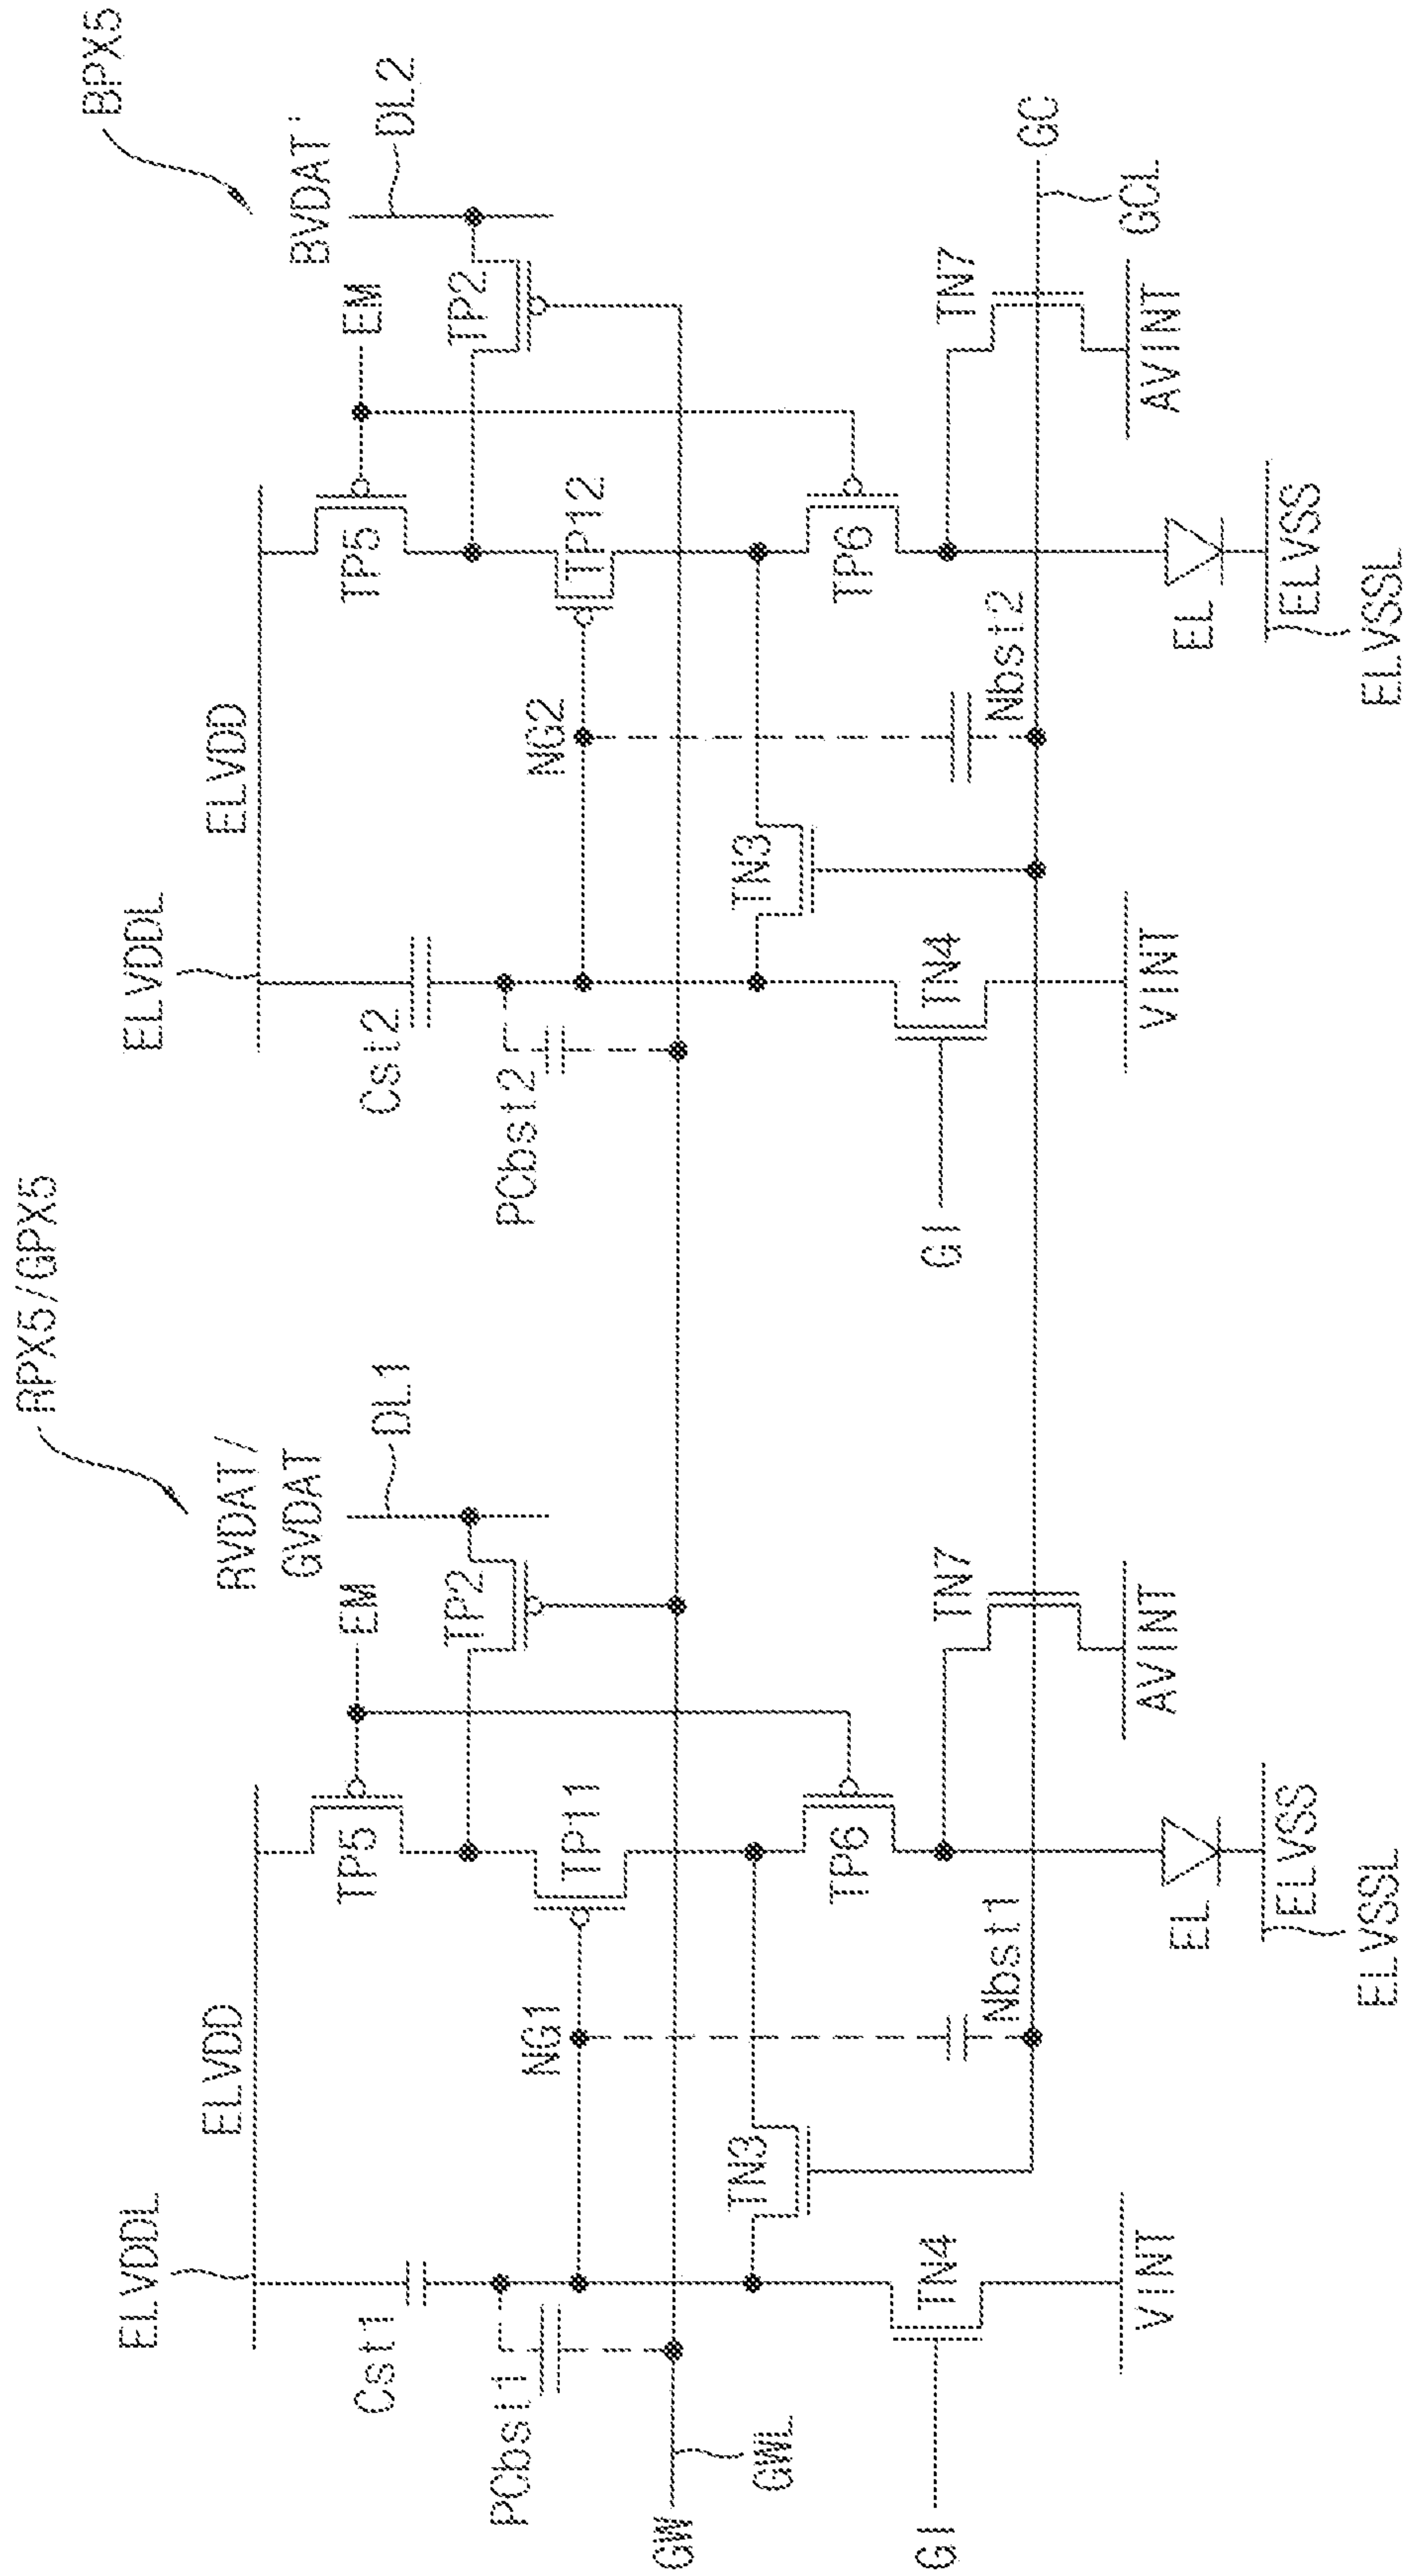 RPX5/GPX5
BPX5
RVDAT/
GVDAT
BVDAT'
ELVDDL
ELVDD
EM
DL1
ELVDDL
ELVDD
EM
DL2
Cst1
TP5
TP2
Cst2
TP5
TP2
PCbst1
NG1
TP11
PCbst2
NG2
TP12
GW
GWL
TN3
TP6
TN7
TN3
TP6
TN7
GI
TN4
Nbst1
GI
TN4
Nbst2
GC
GCL
VINT
EL
AVINT
VINT
EL
AVINT
ELVSS
ELVSSL
ELVSS
ELVSSL